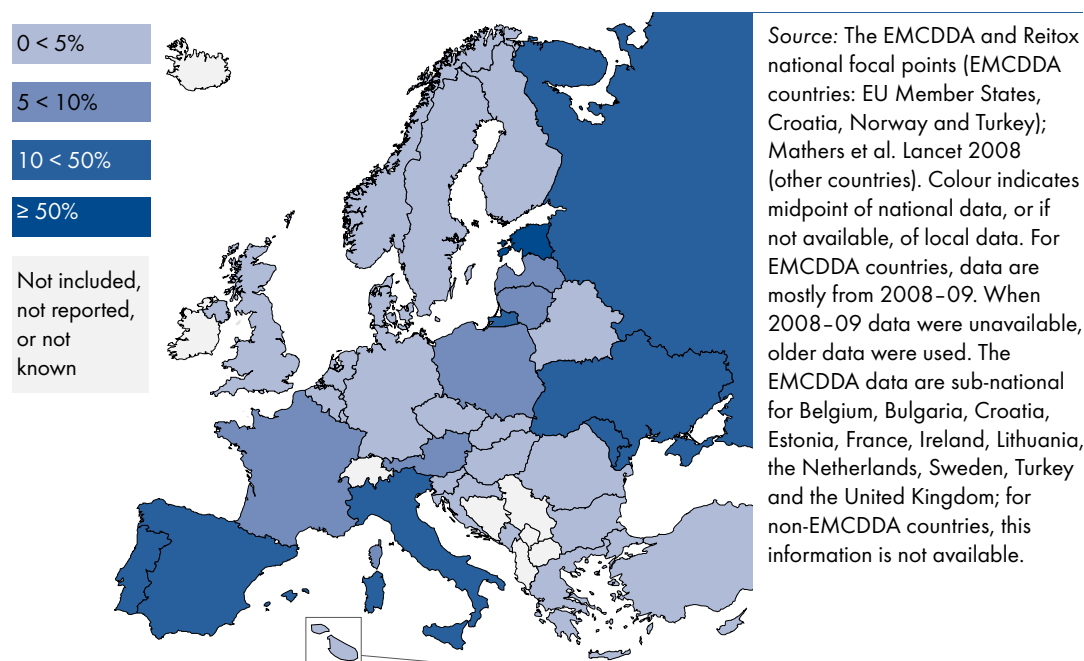 0 < 5%
5 < 10%
10 < 50%
≥ 50%
Not included,
not reported,
or not
known
Source: The EMCDDA and Reitox
national focal points (EMCDDA
countries: EU Member States,
Croatia, Norway and Turkey);
Mathers et al. Lancet 2008
(other countries). Colour indicates
midpoint of national data, or if
not available, of local data. For
EMCDDA countries, data are
mostly from 2008–09. When
2008–09 data were unavailable,
older data were used. The
EMCDDA data are sub-national
for Belgium, Bulgaria, Croatia,
Estonia, France, Ireland, Lithuania,
the Netherlands, Sweden, Turkey
and the United Kingdom; for
non-EMCDDA countries, this
information is not available.